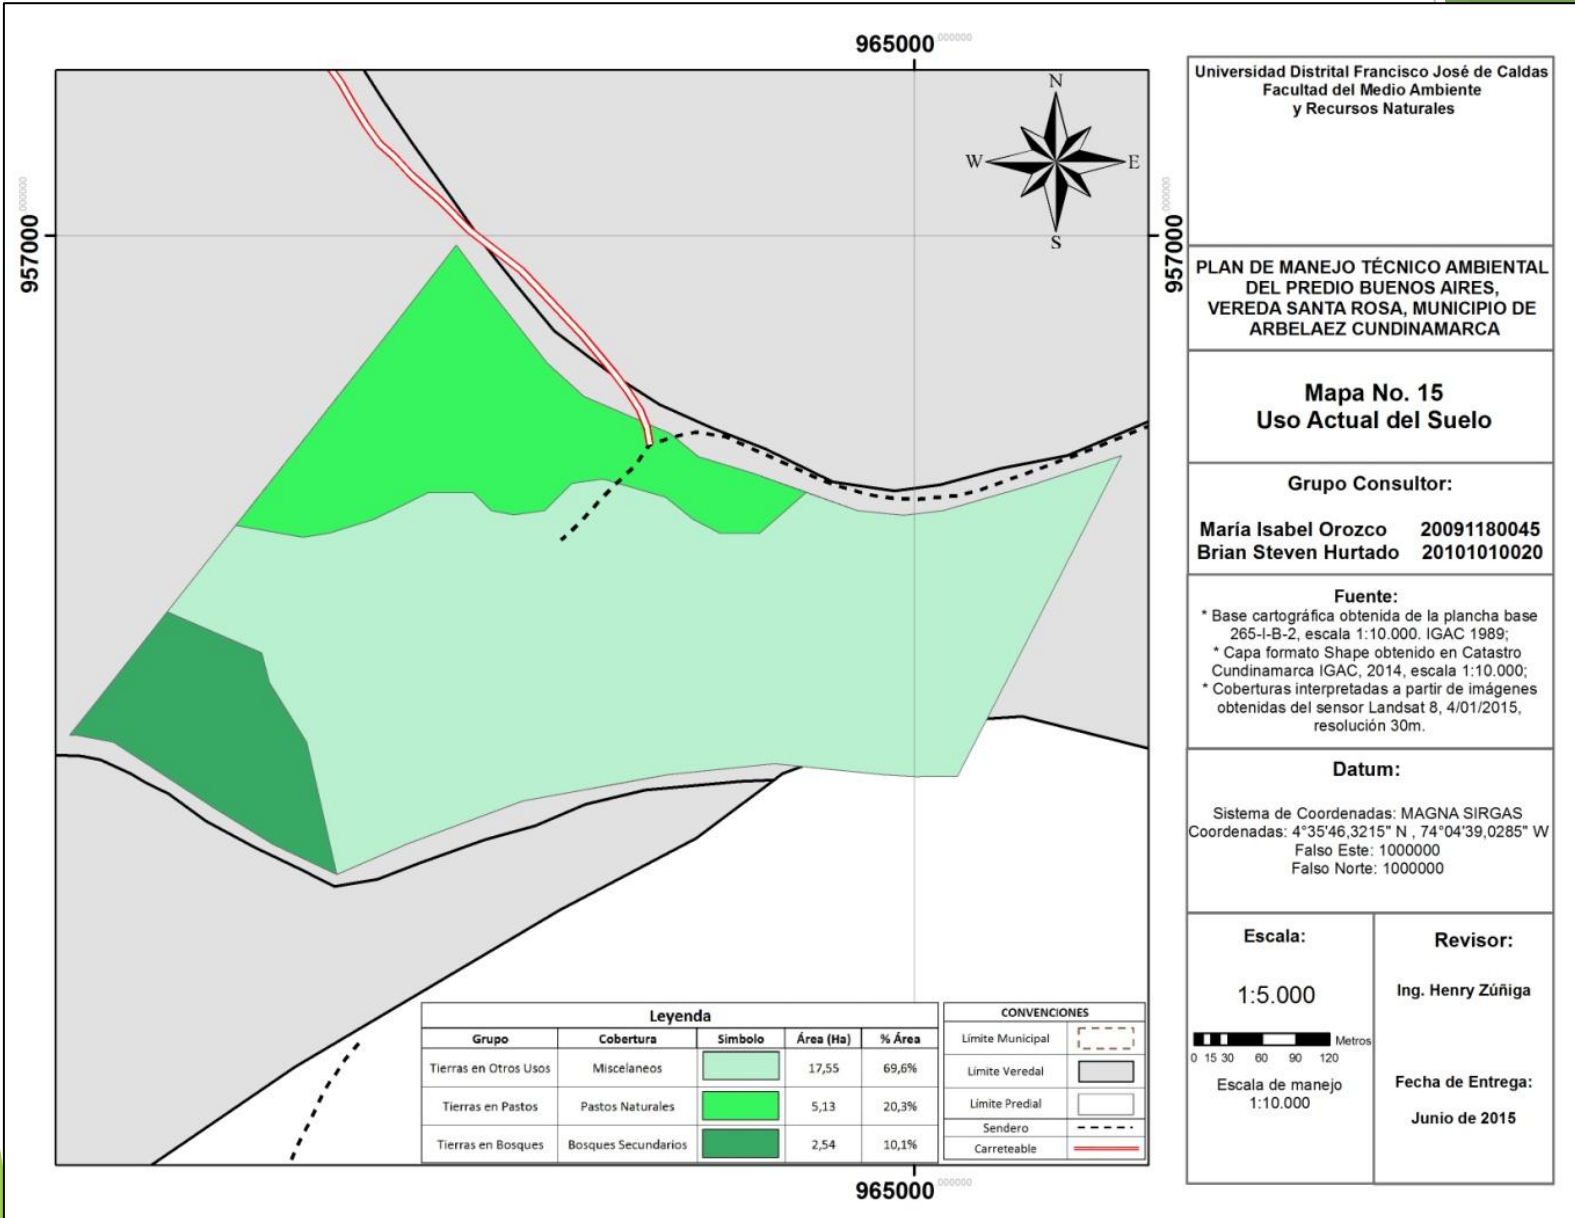 965000 000000
N
W E
S
957000 000000
957000 000000
965000 000000
Leyenda
Grupo Cobertura Simbolo Área (Ha) % Área
Tierras en Otros Usos Miscelaneos 17,55 69,6%
Tierras en Pastos Pastos Naturales 5,13 20,3%
Tierras en Bosques Bosques Secundarios 2,54 10,1%
CONVENCIONES
Límite Municipal
Límite Veredal
Límite Predial
Sendero
Carreteable
Universidad Distrital Francisco José de Caldas
Facultad del Medio Ambiente
y Recursos Naturales
PLAN DE MANEJO TÉCNICO AMBIENTAL
DEL PREDIO BUENOS AIRES,
VEREDA SANTA ROSA, MUNICIPIO DE
ARBELAEZ CUNDINAMARCA
Mapa No. 15
Uso Actual del Suelo
Grupo Consultor:
María Isabel Orozco 20091180045
Brian Steven Hurtado 20101010020
Fuente:
* Base cartográfica obtenida de la plancha base
265-I-B-2, escala 1:10.000. IGAC 1989;
* Capa formato Shape obtenido en Catastro
Cundinamarca IGAC, 2014, escala 1:10.000;
* Coberturas interpretadas a partir de imágenes
obtenidas del sensor Landsat 8, 4/01/2015,
resolución 30m.
Datum:
Sistema de Coordenadas: MAGNA SIRGAS
Coordenadas: 4°35'46,3215" N , 74°04'39,0285" W
Falso Este: 1000000
Falso Norte: 1000000
Escala:
1:5.000
Metros
0 15 30 60 90 120
Escala de manejo
1:10.000
Revisor:
Ing. Henry Zúñiga
Fecha de Entrega:
Junio de 2015